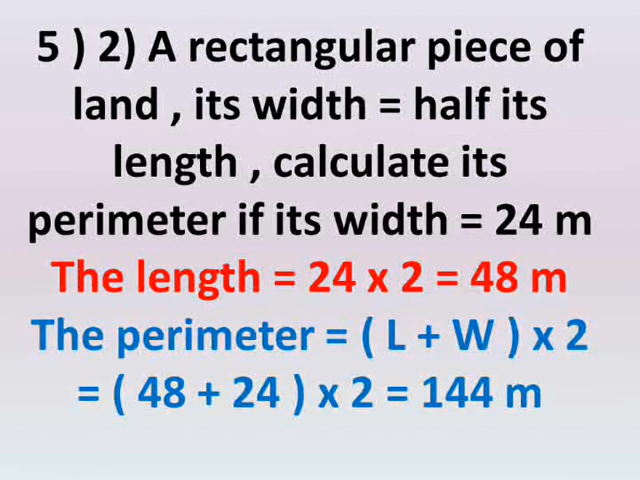 5 ) 2) A rectangular piece of
land , its width = half its
length , calculate its
perimeter if its width = 24 m
The length = 24 x 2 = 48 m
The perimeter = ( L + W ) x 2
= ( 48 + 24 ) x 2 = 144 m